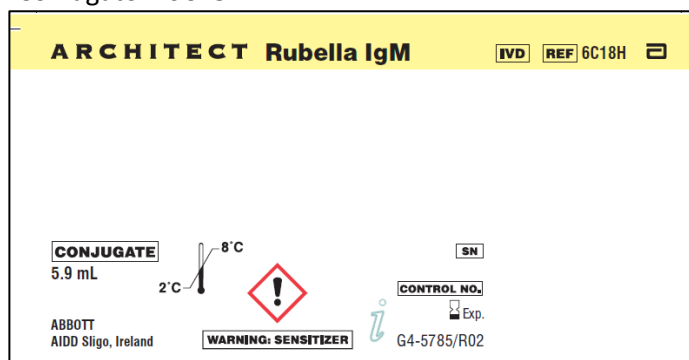 ARCHITECT Rubella IgM IVD REF 6C18H
CONJUGATE
5.9 mL
8°C
2°C
SN
CONTROL NO.
Exp.
ABBOTT
AIDD Sligo, Ireland
WARNING: SENSITIZER
G4-5785/R02